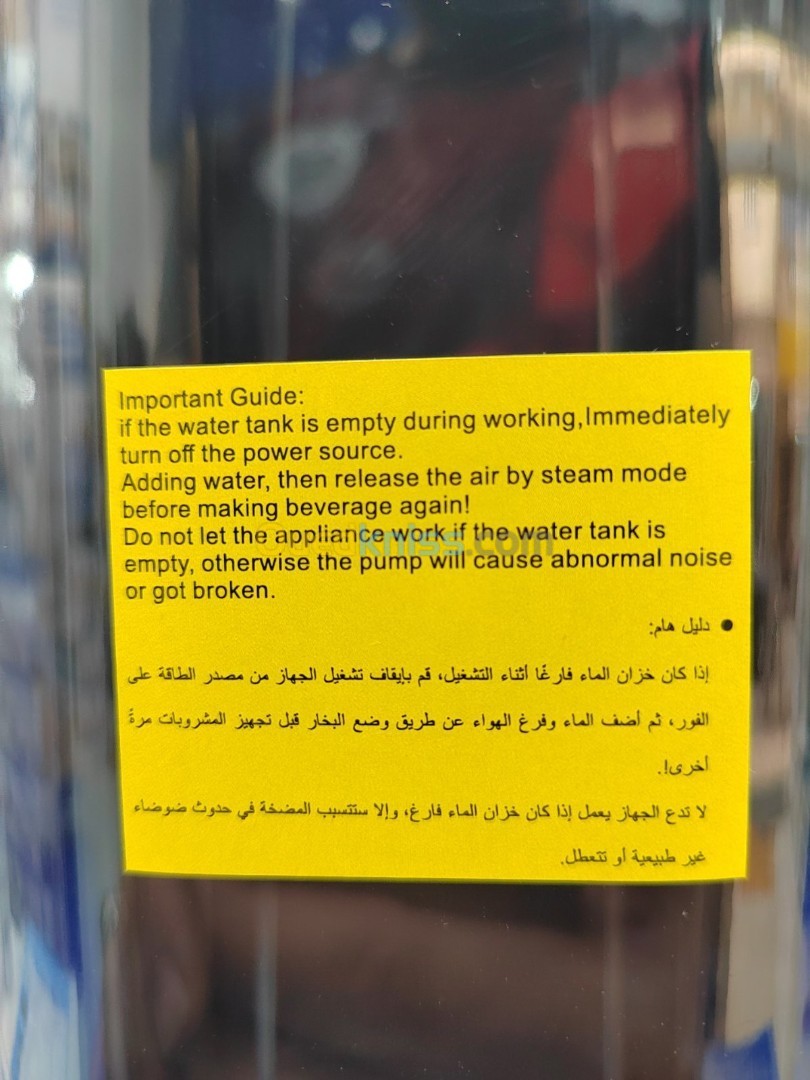 Important Guide:
if the water tank is empty during working,Immediately
turn off the power source.
Adding water, then release the air by steam mode
before making beverage again!
Do not let the appliance work if the water tank is
empty, otherwise the pump will cause abnormal noise
or got broken.
● دليل هام:
إذا كان خزان الماء فارغًا أثناء التشغيل، قم بإيقاف تشغيل الجهاز من مصدر الطاقة على
الفور، ثم أضف الماء وفرغ الهواء عن طريق وضع البخار قبل تجهيز المشروبات مرةً
أخرى!.
لا تدع الجهاز يعمل إذا كان خزان الماء فارغ، وإلا ستتسبب المضخة في حدوث ضوضاء
غير طبيعية أو تتعطل.